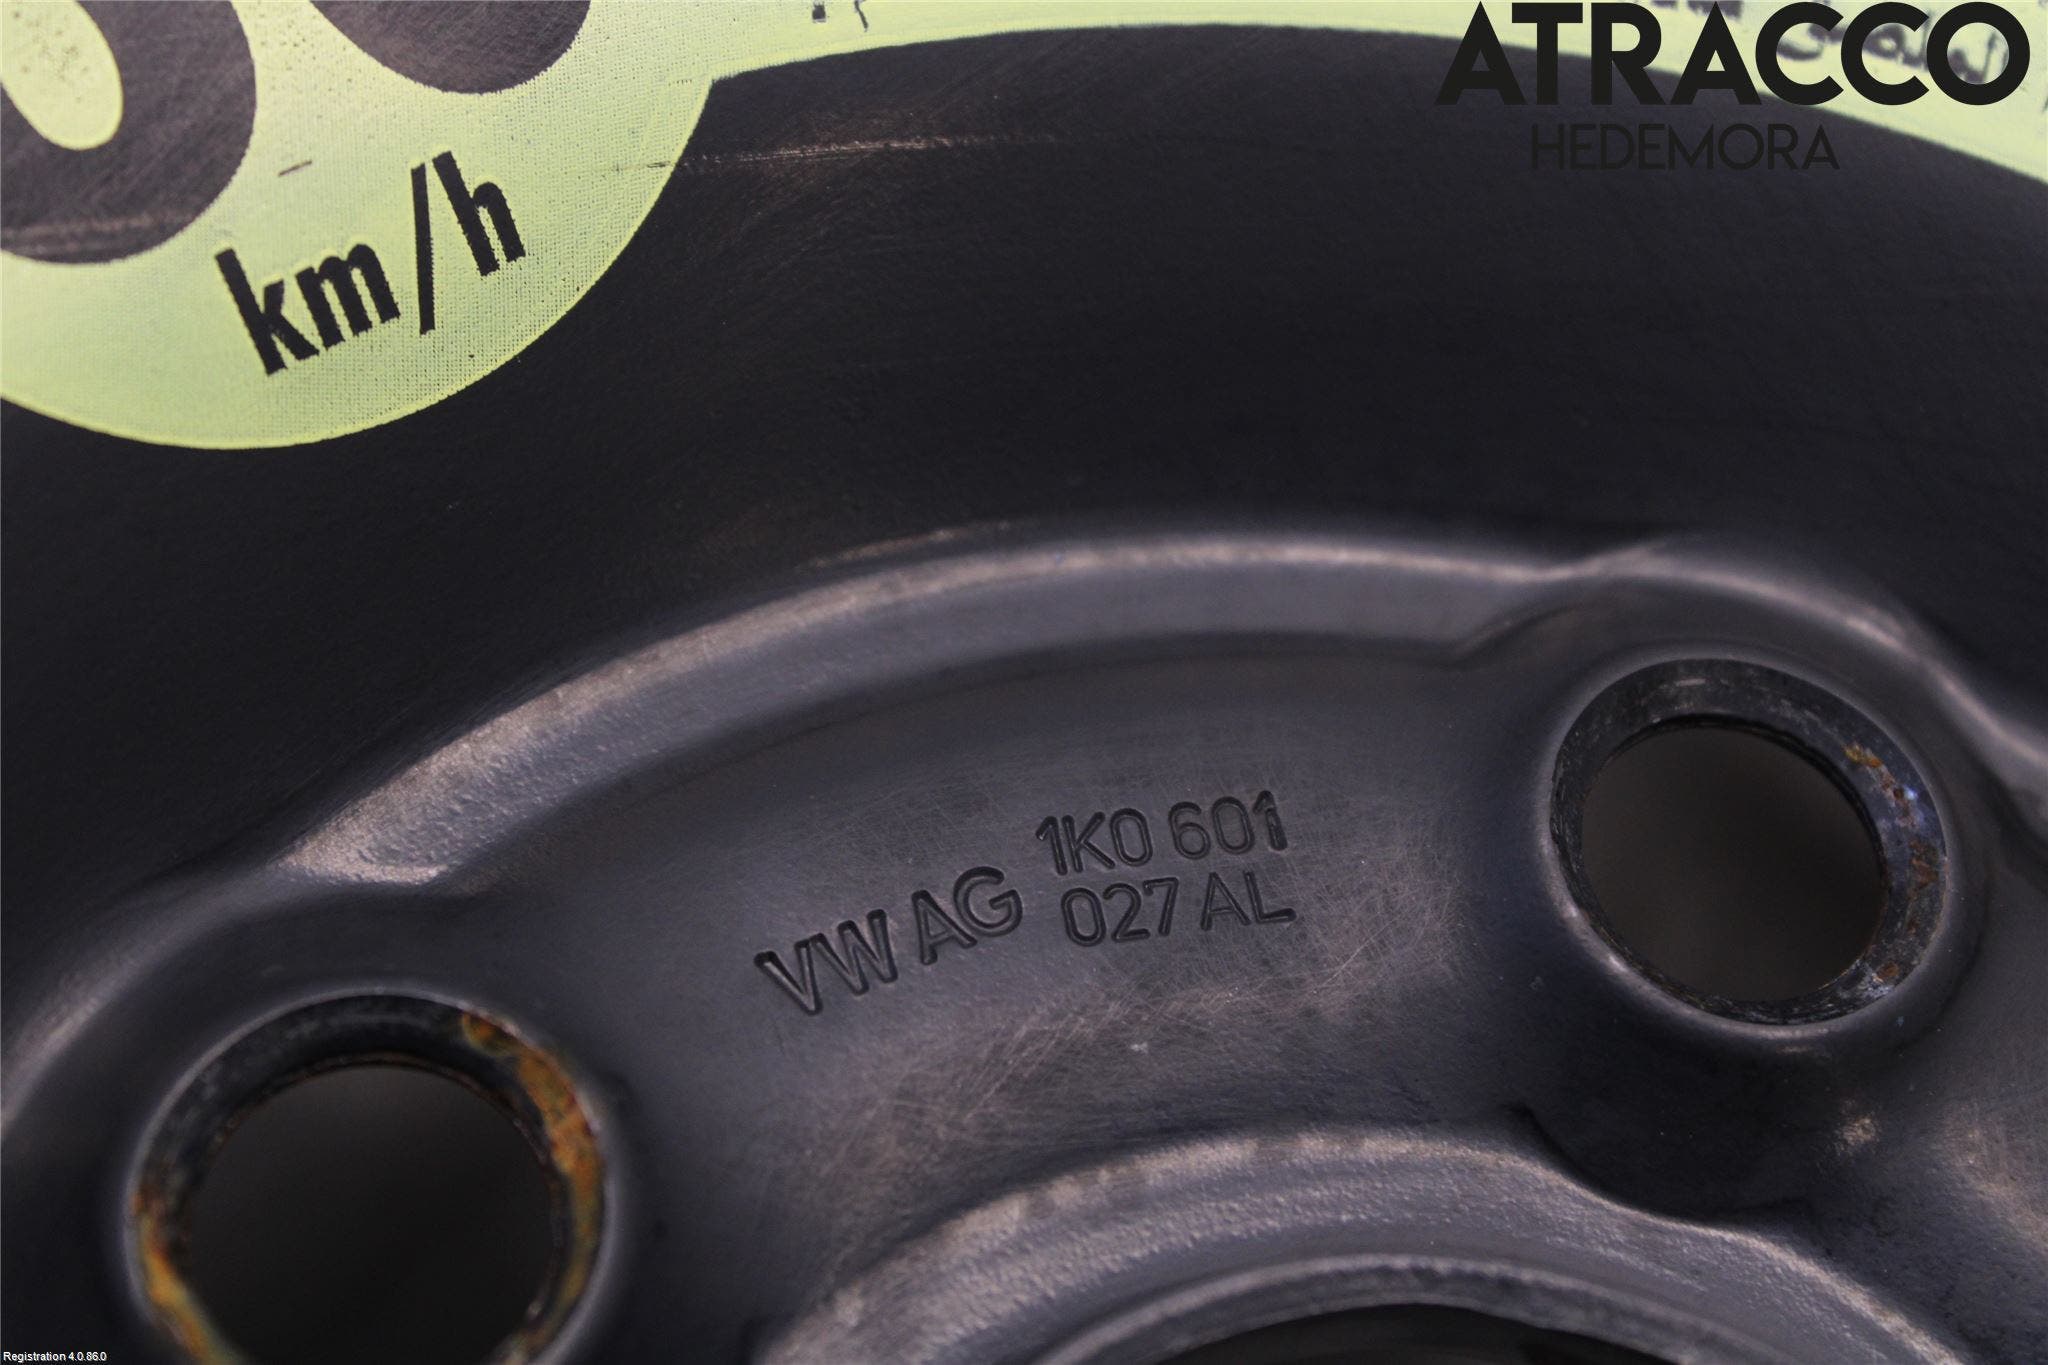 ATRACCO
HEDEMORA
km/h
VW AG 1K0 601
027 AL
Registration 4.0.86.0